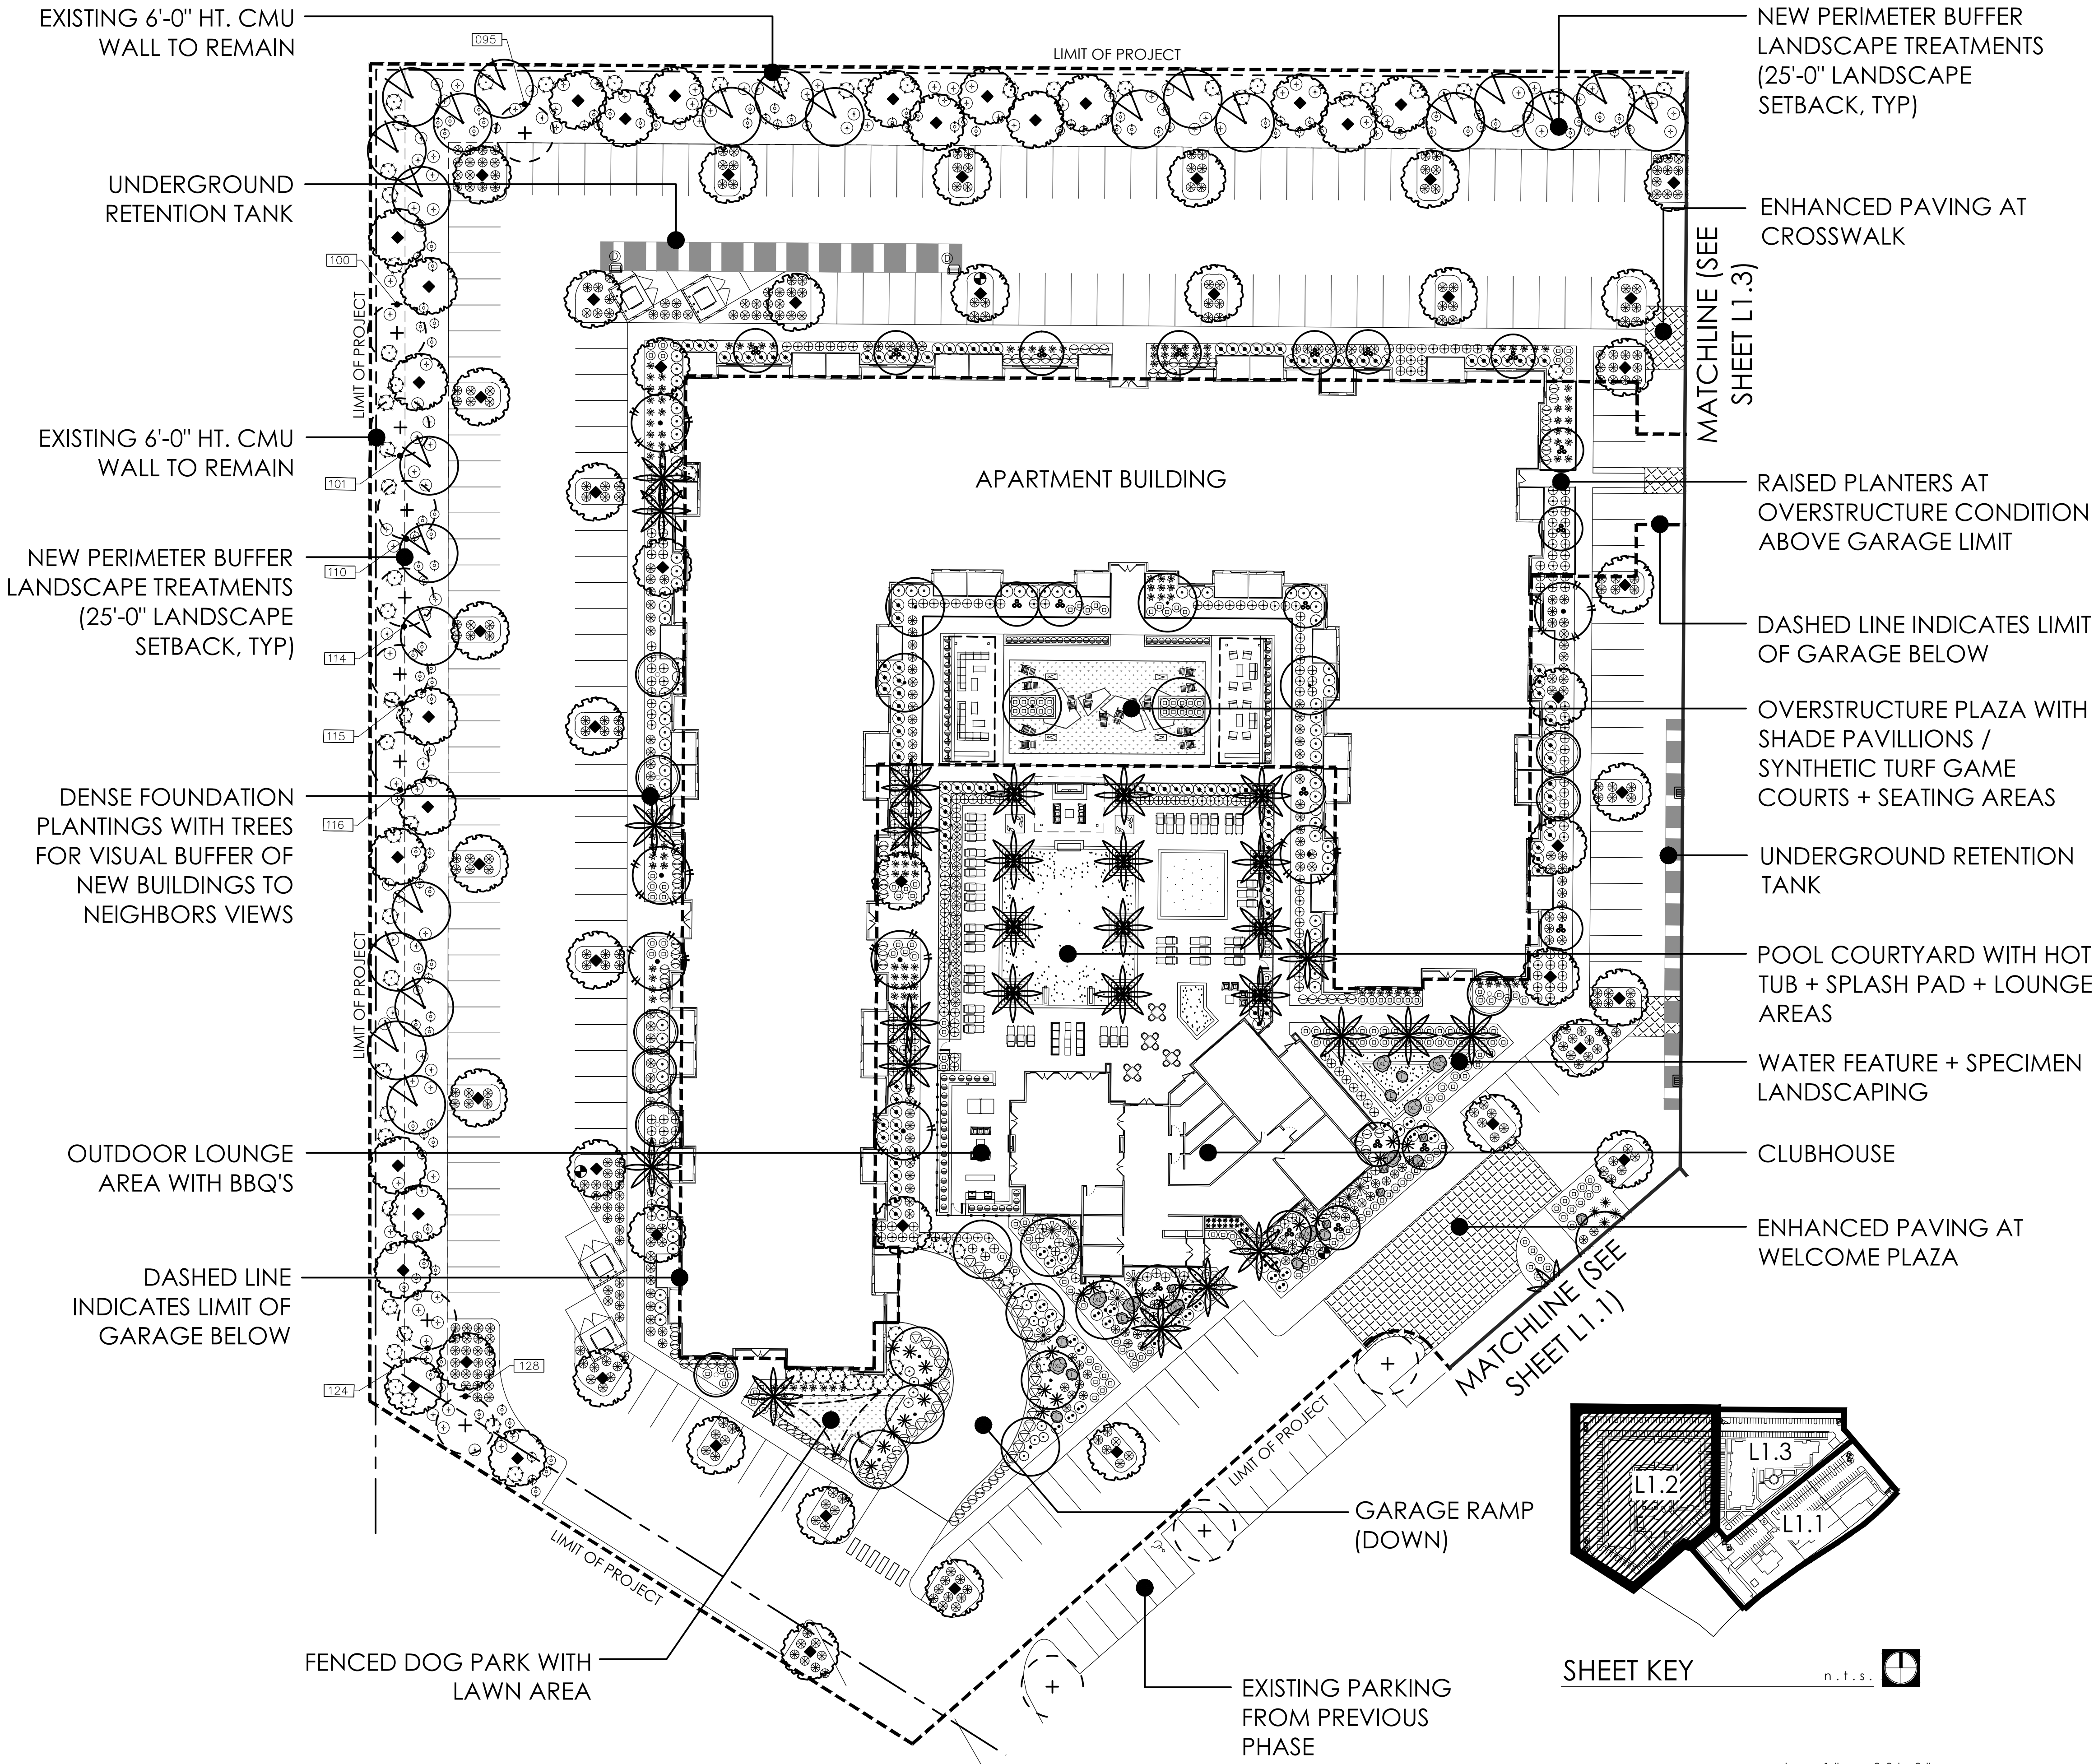 EXISTING 6'-0" HT. CMU
WALL TO REMAIN
095
LIMIT OF PROJECT
NEW PERIMETER BUFFER
LANDSCAPE TREATMENTS
(25'-0" LANDSCAPE
SETBACK, TYP)
UNDERGROUND
RETENTION TANK
ENHANCED PAVING AT
CROSSWALK
MATCHLINE (SEE
SHEET L1.3)
100
LIMIT OF PROJECT
EXISTING 6'-0" HT. CMU
WALL TO REMAIN
101
APARTMENT BUILDING
RAISED PLANTERS AT
OVERSTRUCTURE CONDITION
ABOVE GARAGE LIMIT
NEW PERIMETER BUFFER
LANDSCAPE TREATMENTS
(25'-0" LANDSCAPE
SETBACK, TYP)
110
114
DASHED LINE INDICATES LIMIT
OF GARAGE BELOW
115
OVERSTRUCTURE PLAZA WITH
SHADE PAVILLIONS /
SYNTHETIC TURF GAME
COURTS + SEATING AREAS
DENSE FOUNDATION
PLANTINGS WITH TREES
FOR VISUAL BUFFER OF
NEW BUILDINGS TO
NEIGHBORS VIEWS
116
UNDERGROUND RETENTION
TANK
LIMIT OF PROJECT
POOL COURTYARD WITH HOT
TUB + SPLASH PAD + LOUNGE
AREAS
WATER FEATURE + SPECIMEN
LANDSCAPING
OUTDOOR LOUNGE
AREA WITH BBQ'S
CLUBHOUSE
ENHANCED PAVING AT
WELCOME PLAZA
DASHED LINE
INDICATES LIMIT OF
GARAGE BELOW
MATCHLINE (SEE
SHEET L1.1)
128
124
LIMIT OF PROJECT
L1.3
L1.2
L1.1
GARAGE RAMP
(DOWN)
LIMIT OF PROJECT
FENCED DOG PARK WITH
LAWN AREA
SHEET KEY
n.t.s.
EXISTING PARKING
FROM PREVIOUS
PHASE